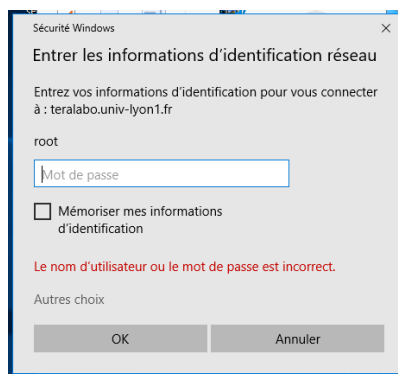 Sécurité Windows
Entrer les informations d'identification réseau
Entrez vos informations d'identification pour vous connecter
à : teralabo.univ-lyon1.fr
root
Mot de passe
Mémoriser mes informations
d'identification
Le nom d'utilisateur ou le mot de passe est incorrect.
Autres choix
OK
Annuler